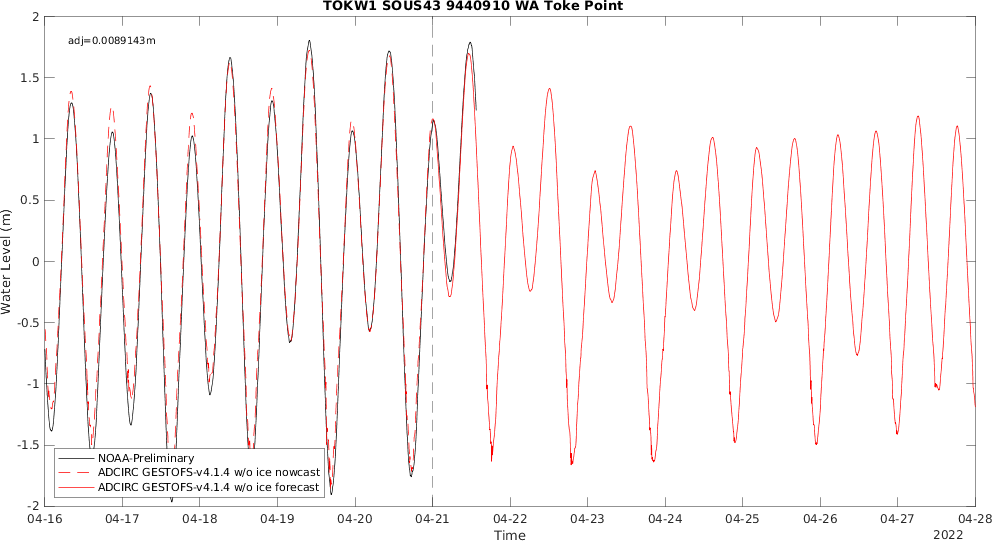 TOKW1 SOUS43 9440910 WA Toke Point
adj=0.0089143m
2
1.5
1
0.5
0
-0.5
-1
-1.5
-2
Water Level (m)
NOAA-Preliminary
ADCIRC GESTOFS-v4.1.4 w/o ice nowcast
ADCIRC GESTOFS-v4.1.4 w/o ice forecast
04-16 04-17 04-18 04-19 04-20 04-21 04-22 04-23 04-24 04-25 04-26 04-27 04-28
Time
2022